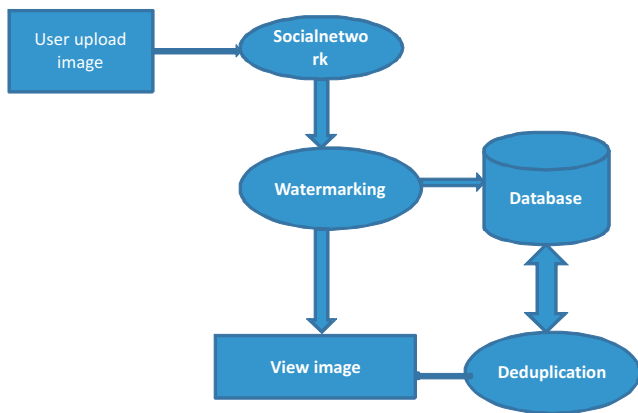 User upload
image
Socialnetwo
rk
Watermarking
Database
View image
Deduplication